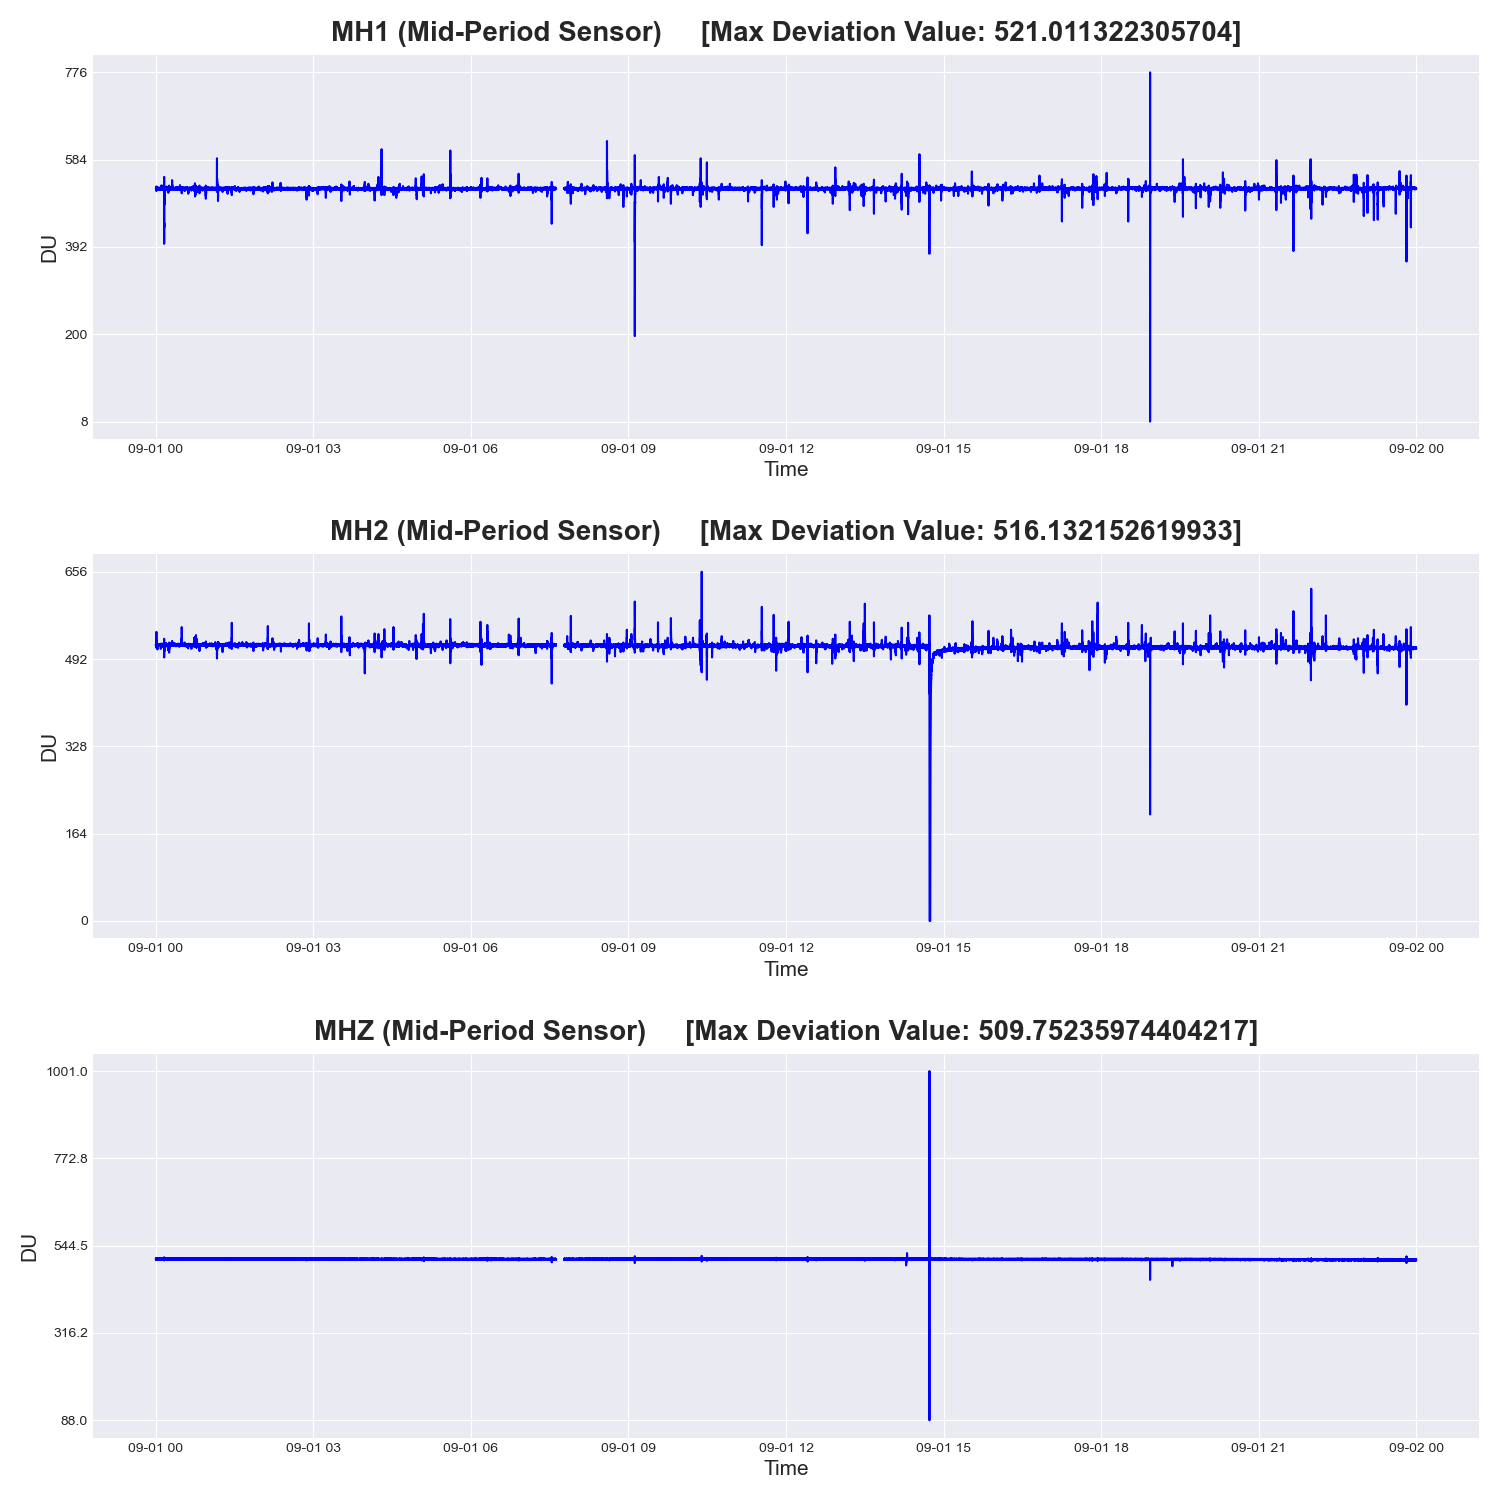 MH1 (Mid-Period Sensor) [Max Deviation Value: 521.011322305704]
776
584
392
200
8
DU
09-01 00 09-01 03 09-01 06 09-01 09 09-01 12 09-01 15 09-01 18 09-01 21 09-02 00
Time
MH2 (Mid-Period Sensor) [Max Deviation Value: 516.132152619933]
656
492
328
164
0
DU
09-01 00 09-01 03 09-01 06 09-01 09 09-01 12 09-01 15 09-01 18 09-01 21 09-02 00
Time
MHZ (Mid-Period Sensor) [Max Deviation Value: 509.75235974404217]
1001.0
772.8
544.5
316.2
88.0
DU
09-01 00 09-01 03 09-01 06 09-01 09 09-01 12 09-01 15 09-01 18 09-01 21 09-02 00
Time